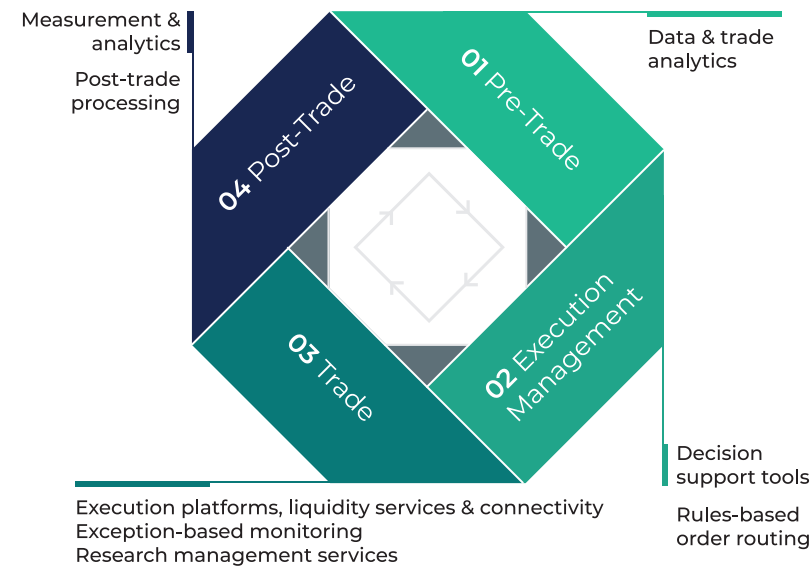 Measurement &
analytics
Post-trade
processing
01 Pre-Trade
Data & trade
analytics
04 Post-Trade
02 Execution
Management
03 Trade
Decision
support tools
Rules-based
order routing
Execution platforms, liquidity services & connectivity
Exception-based monitoring
Research management services